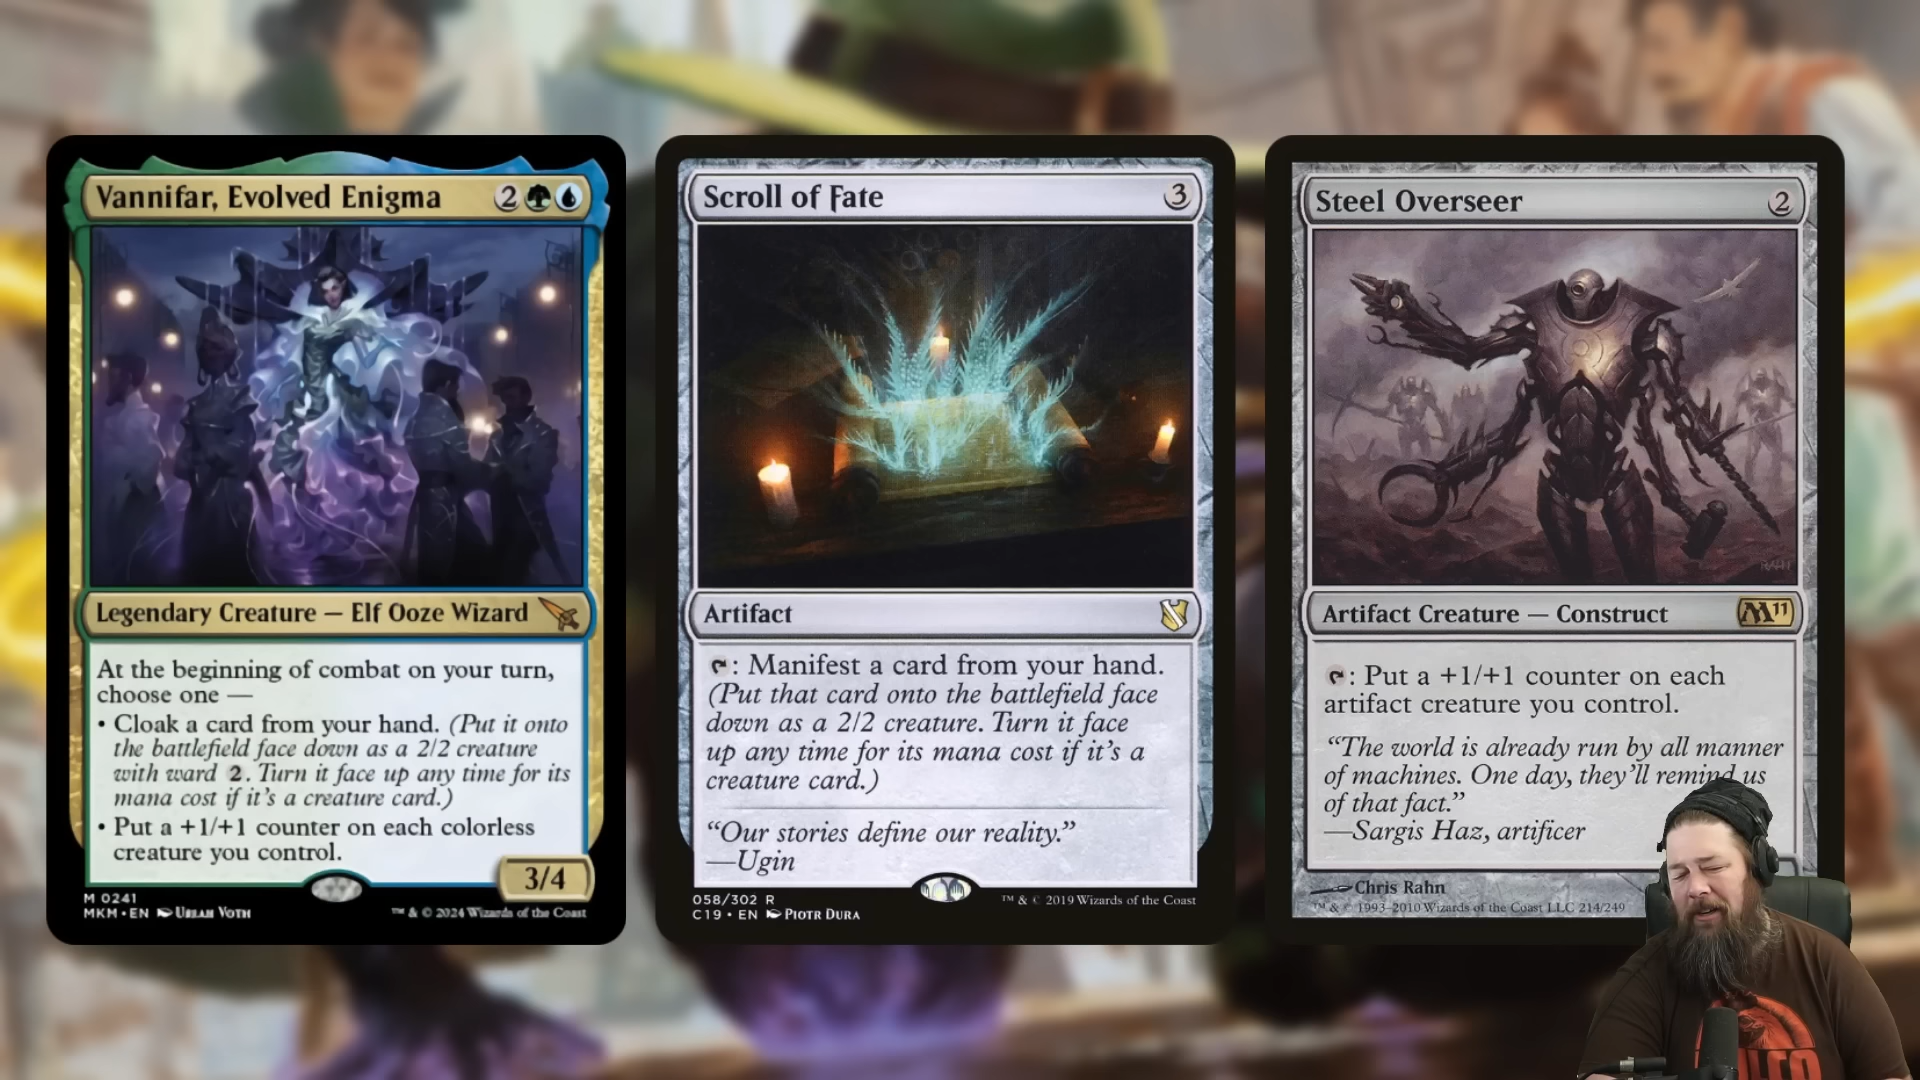 Vannifar, Evolved Enigma 2
Legendary Creature — Elf Ooze Wizard
At the beginning of combat on your turn,
choose one —
• Cloak a card from your hand. (Put it onto
the battlefield face down as a 2/2 creature
with ward 2. Turn it face up any time for its
mana cost if it's a creature card.)
• Put a +1/+1 counter on each colorless
creature you control.
3/4
M 0241
MKM • EN Uriah Voth
™ & © 2024 Wizards of the Coast
Scroll of Fate 3
Artifact
: Manifest a card from your hand.
(Put that card onto the battlefield face
down as a 2/2 creature. Turn it face
up any time for its mana cost if it's a
creature card.)
“Our stories define our reality.”
—Ugin
058/302 R
C19 • EN Piotr Dura
™ & © 2019 Wizards of the Coast
Steel Overseer 2
RAHN
Artifact Creature — Construct M11
: Put a +1/+1 counter on each
artifact creature you control.
“The world is already run by all manner
of machines. One day, they'll remind us
of that fact.”
—Sargis Haz, artificer
Chris Rahn
™ & © 1993–2010 Wizards of the Coast LLC 214/249